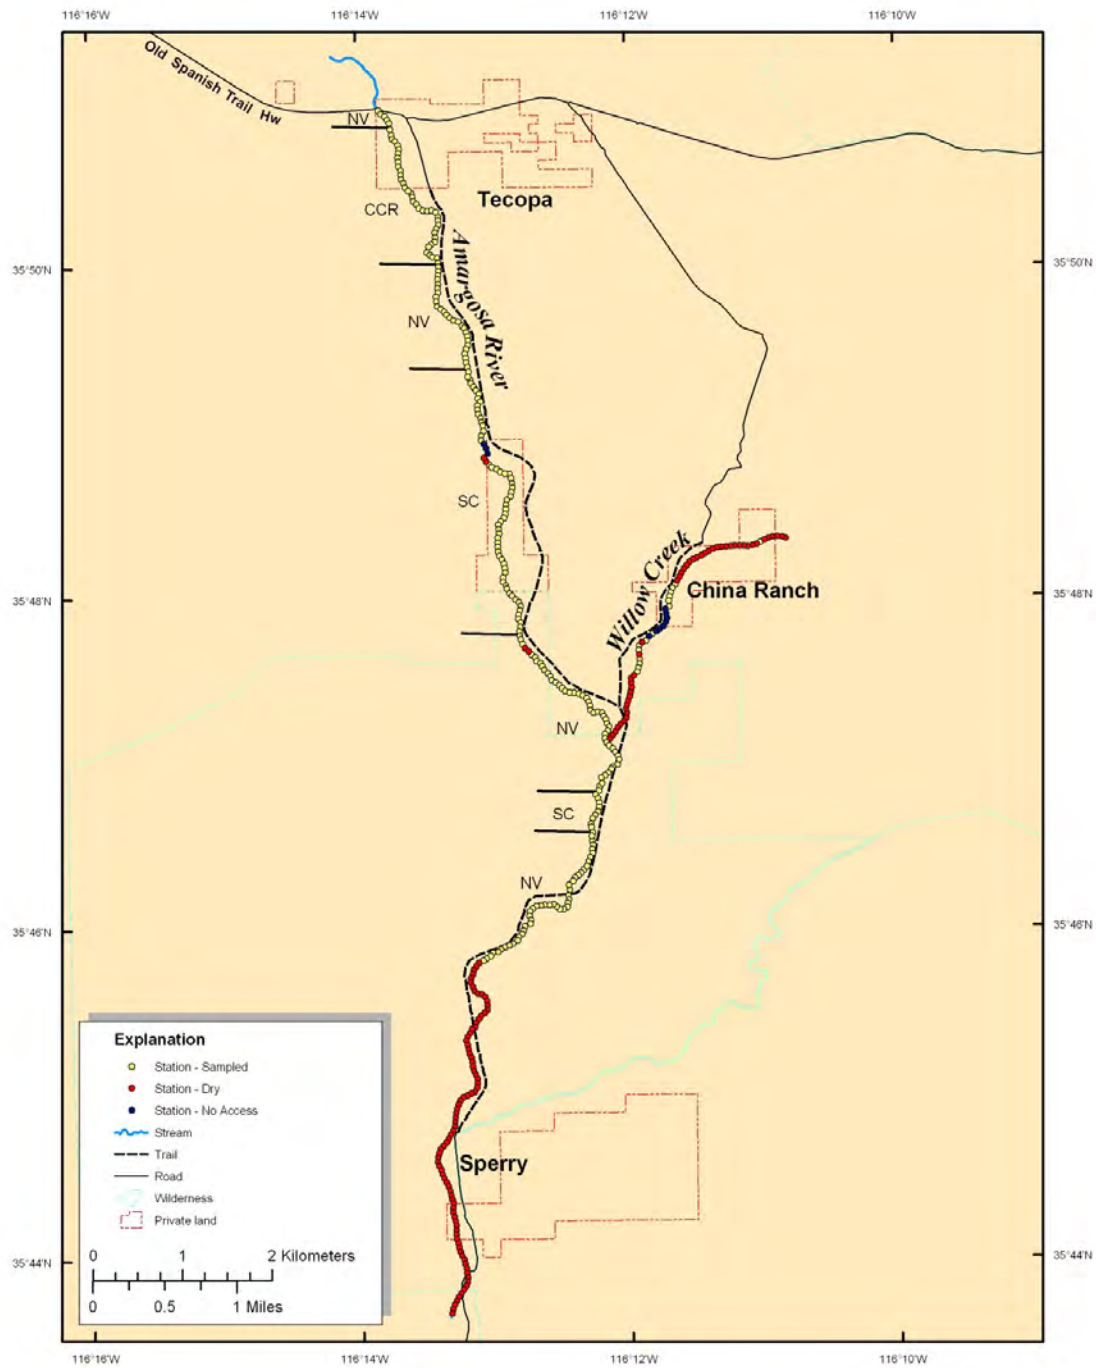 116°16'W 116°14'W 116°12'W 116°10'W
Old Spanish Trail Hw
NV
CCR
Tecopa
Amargosa River
35°50'N 35°50'N
NV
SC
Willow Creek
China Ranch
35°48'N 35°48'N
NV
SC
NV
35°46'N 35°46'N
Explanation
Station - Sampled
Station - Dry
Station - No Access
Stream
Trail
Road
Wilderness
Private land
0 1 2 Kilometers
0 0.5 1 Miles
Sperry
35°44'N 35°44'N
116°16'W 116°14'W 116°12'W 116°10'W